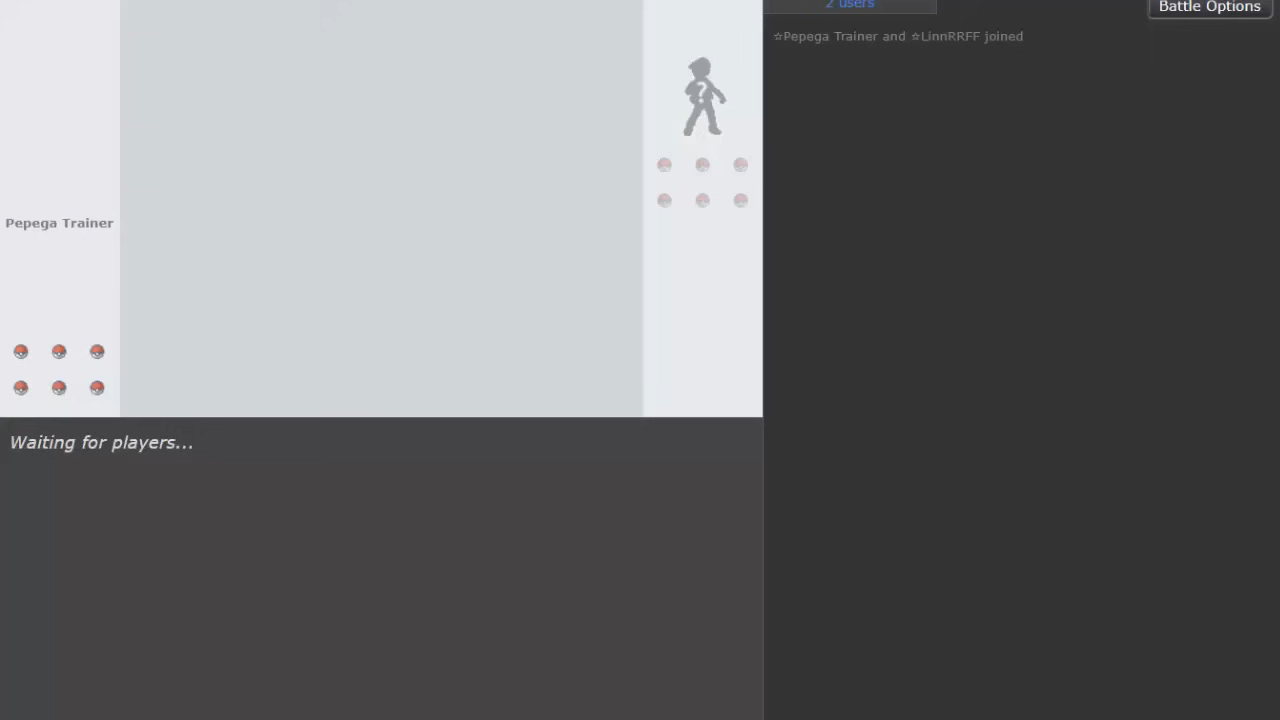 2 users
Battle Options
☆Pepega Trainer and ☆LinnRRFF joined
?
Pepega Trainer
Waiting for players...